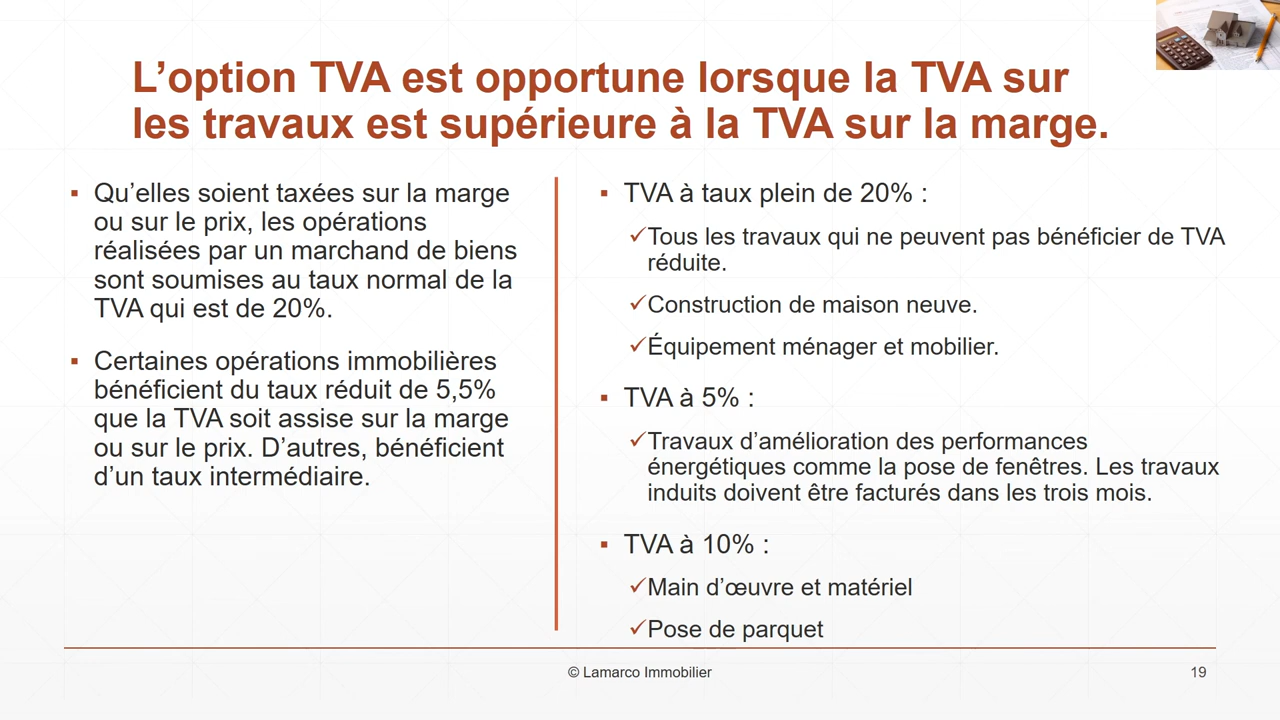 L’option TVA est opportune lorsque la TVA sur
les travaux est supérieure à la TVA sur la marge.
▪ Qu’elles soient taxées sur la marge
ou sur le prix, les opérations
réalisées par un marchand de biens
sont soumises au taux normal de la
TVA qui est de 20%.
▪ Certaines opérations immobilières
bénéficient du taux réduit de 5,5%
que la TVA soit assise sur la marge
ou sur le prix. D’autres, bénéficient
d’un taux intermédiaire.
▪ TVA à taux plein de 20% :
✓Tous les travaux qui ne peuvent pas bénéficier de TVA
réduite.
✓Construction de maison neuve.
✓Équipement ménager et mobilier.
▪ TVA à 5% :
✓Travaux d’amélioration des performances
énergétiques comme la pose de fenêtres. Les travaux
induits doivent être facturés dans les trois mois.
▪ TVA à 10% :
✓Main d’œuvre et matériel
✓Pose de parquet
© Lamarco Immobilier
19